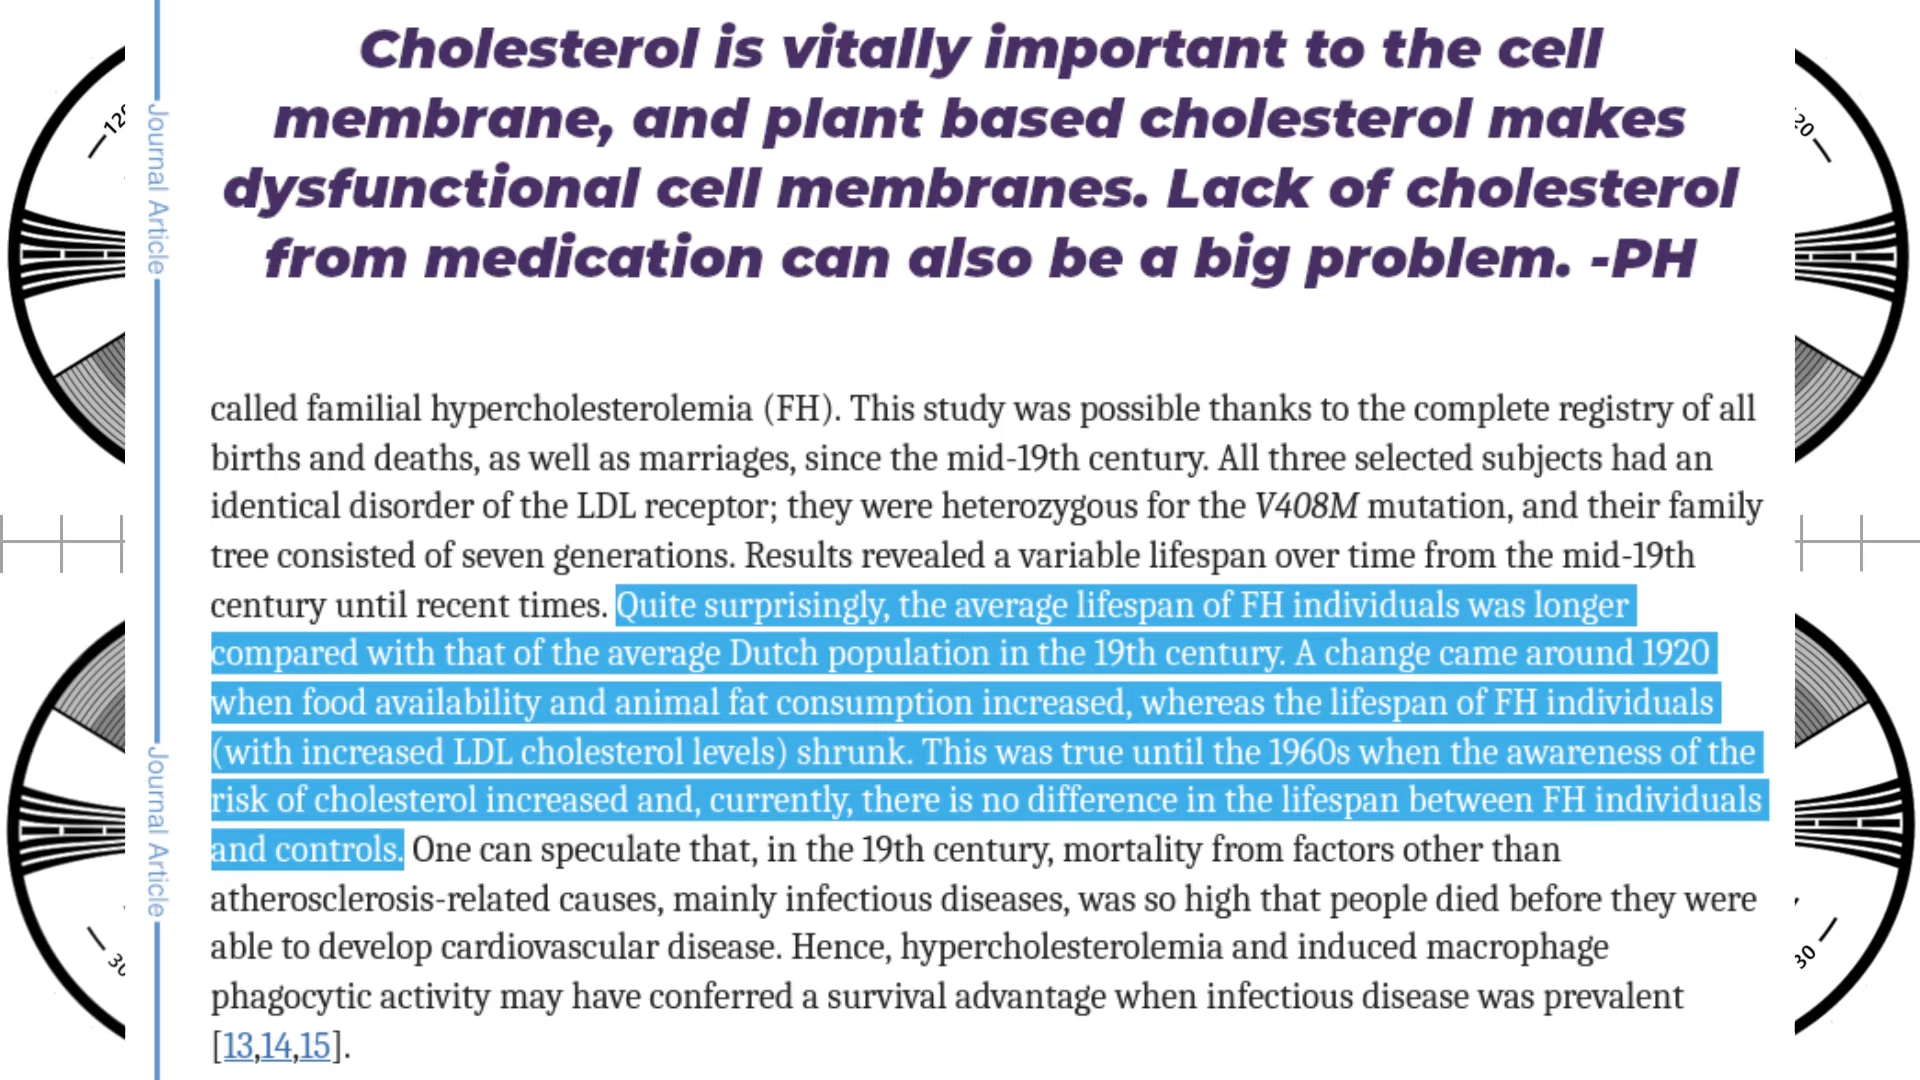 Cholesterol is vitally important to the cell
membrane, and plant based cholesterol makes
dysfunctional cell membranes. Lack of cholesterol
from medication can also be a big problem. -PH
called familial hypercholesterolemia (FH). This study was possible thanks to the complete registry of all
births and deaths, as well as marriages, since the mid-19th century. All three selected subjects had an
identical disorder of the LDL receptor; they were heterozygous for the V408M mutation, and their family
tree consisted of seven generations. Results revealed a variable lifespan over time from the mid-19th
century until recent times. Quite surprisingly, the average lifespan of FH individuals was longer
compared with that of the average Dutch population in the 19th century. A change came around 1920
when food availability and animal fat consumption increased, whereas the lifespan of FH individuals
(with increased LDL cholesterol levels) shrunk. This was true until the 1960s when the awareness of the
risk of cholesterol increased and, currently, there is no difference in the lifespan between FH individuals
and controls. One can speculate that, in the 19th century, mortality from factors other than
atherosclerosis-related causes, mainly infectious diseases, was so high that people died before they were
able to develop cardiovascular disease. Hence, hypercholesterolemia and induced macrophage
phagocytic activity may have conferred a survival advantage when infectious disease was prevalent
[13,14,15].
Journal Article
Journal Article
120
20
30
30